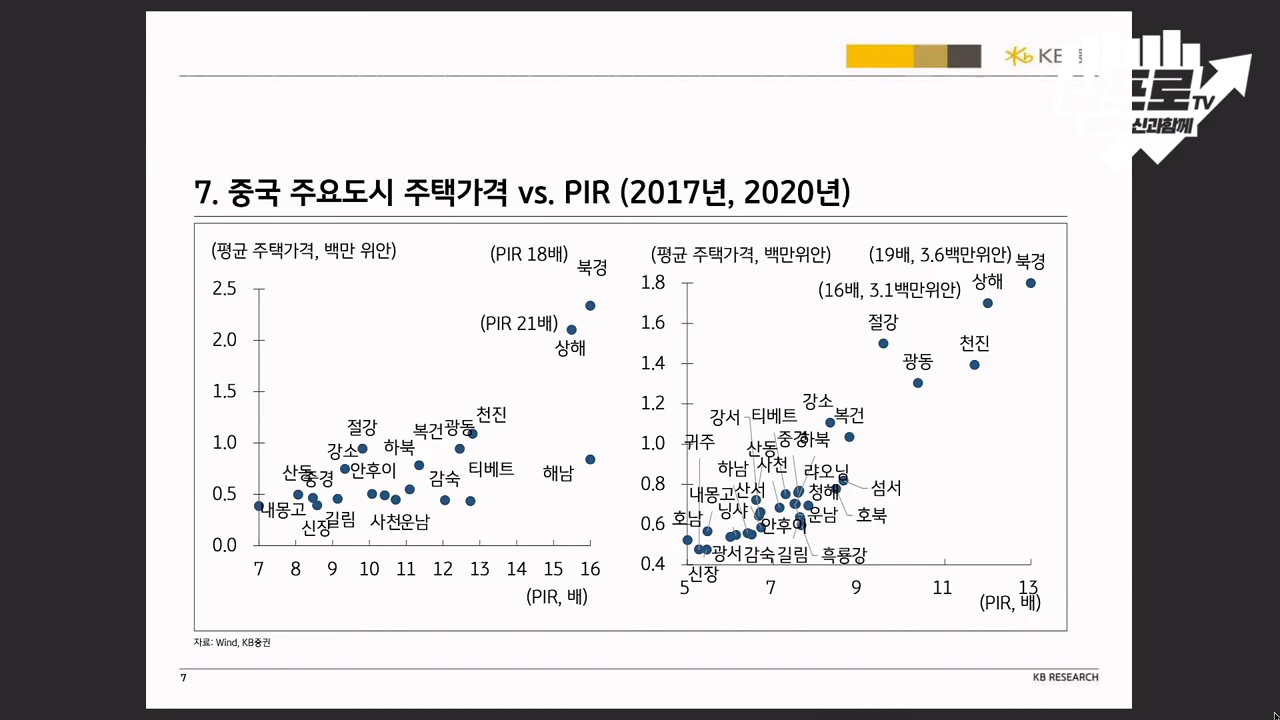 KB
프로TV
신과함께
7. 중국 주요도시 주택가격 vs. PIR (2017년, 2020년)
(평균 주택가격, 백만 위안)
(PIR 18배)
북경
2.5
2.0
1.5
1.0
0.5
0.0
(PIR 21배)
상해
천진
절강
복건
광동
강소
하북
산동
중경
안후이
감숙
티베트
해남
내몽고
신장
길림
사천
운남
7 8 9 10 11 12 13 14 15 16
(PIR, 배)
(평균 주택가격, 백만위안)
(19배, 3.6백만위안)
북경
(16배, 3.1백만위안)
상해
1.8
1.6
1.4
1.2
1.0
0.8
0.6
0.4
절강
천진
광동
강소
복건
강서
티베트
귀주
중경
하북
산동
하남
사천
랴오닝
내몽고
산서
청해
섬서
호남
닝샤
안후이
운남
호북
광서
감숙
길림
흑룡강
신장
5 7 9 11 13
(PIR, 배)
자료: Wind, KB증권
7
KB RESEARCH